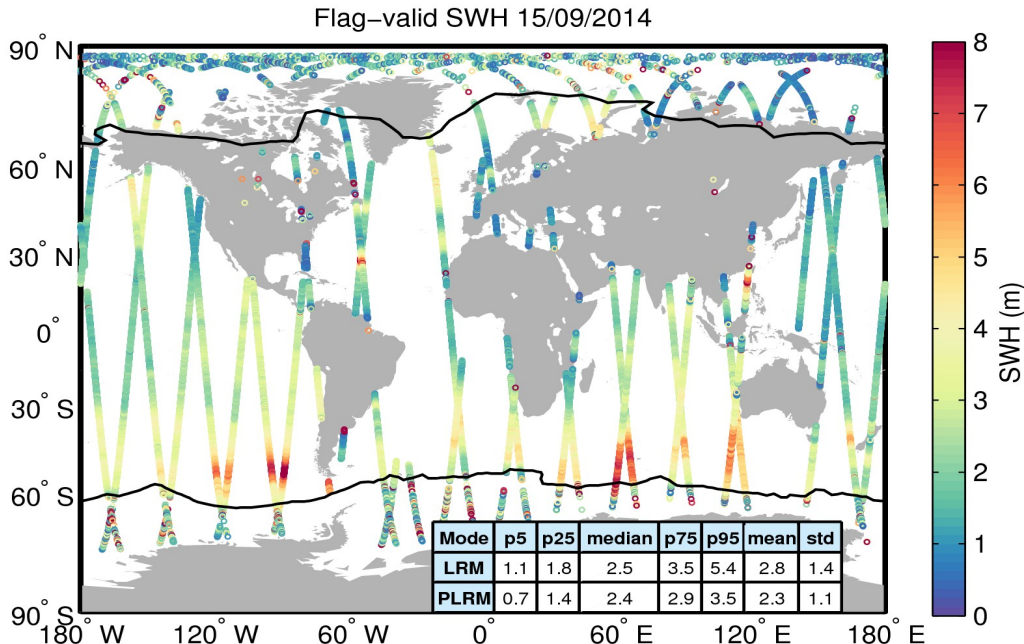 Flag−valid SWH 15/09/2014
90° N
60° N
30° N
0°
30° S
60° S
90° S
180° W
120° W
60° W
0°
60° E
120° E
180° E
Mode p5 p25 median p75 p95 mean std
LRM 1.1 1.8 2.5 3.5 5.4 2.8 1.4
PLRM 0.7 1.4 2.4 2.9 3.5 2.3 1.1
8
7
6
5
4
3
2
1
0
SWH (m)